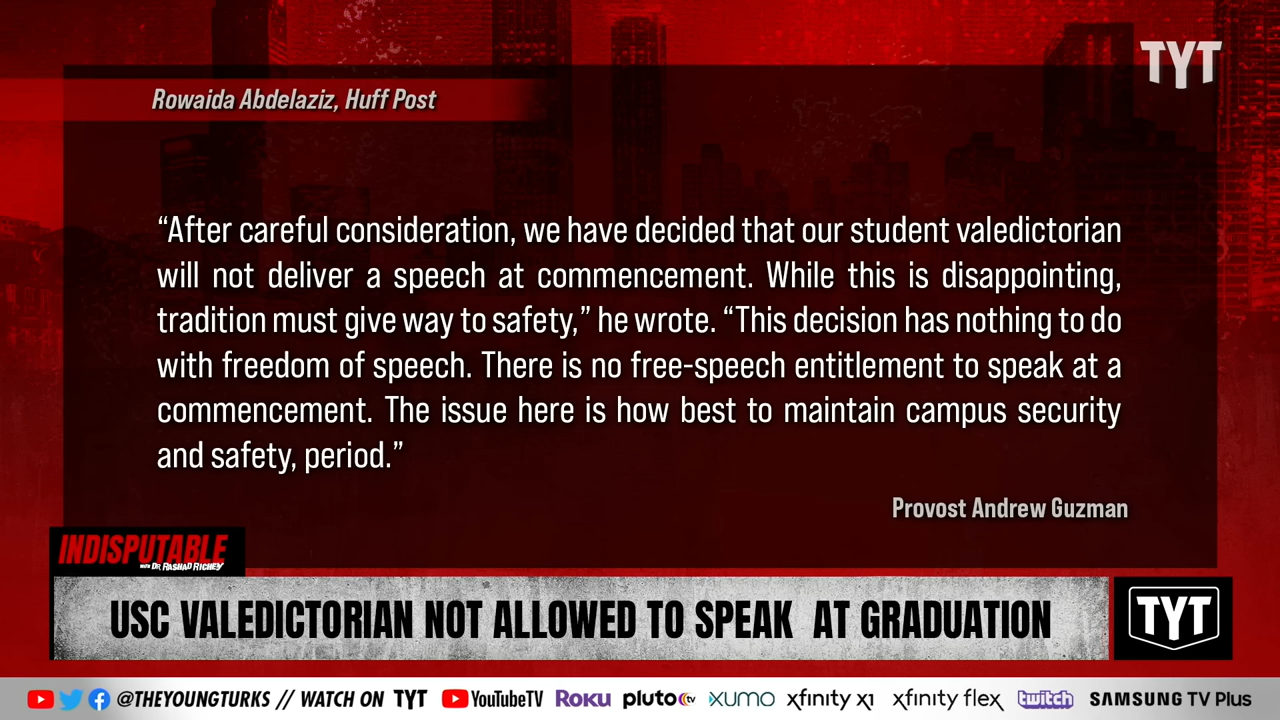 TYT
Rowaida Abdelaziz, Huff Post
“After careful consideration, we have decided that our student valedictorian
will not deliver a speech at commencement. While this is disappointing,
tradition must give way to safety,” he wrote. “This decision has nothing to do
with freedom of speech. There is no free-speech entitlement to speak at a
commencement. The issue here is how best to maintain campus security
and safety, period.”
Provost Andrew Guzman
INDISPUTABLE
WITH DR. RASHAD RICHEY
USC VALEDICTORIAN NOT ALLOWED TO SPEAK AT GRADUATION
TYT
@THEYOUNGTURKS // WATCH ON TYT YouTubeTV Roku pluto tv xumo xfinity x1 xfinity flex twitch SAMSUNG TV Plus